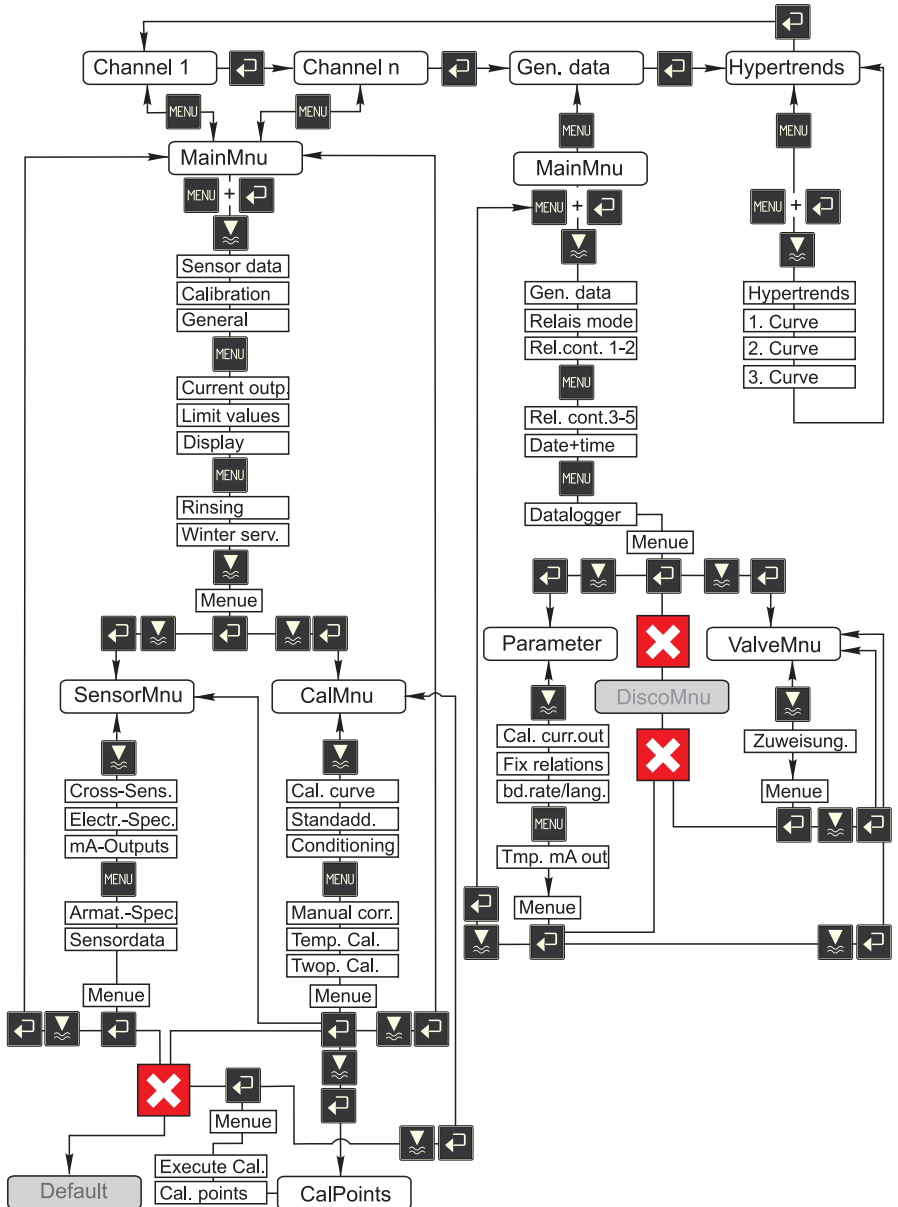 Channel 1
Channel n
Gen. data
Hypertrends
MENU
MENU
MENU
MENU
MainMnu
MainMnu
MENU +
MENU +
MENU +
Sensor data
Calibration
General
MENU
Current outp.
Limit values
Display
MENU
Rinsing
Winter serv.
Menue
Gen. data
Relais mode
Rel.cont. 1-2
MENU
Rel. cont.3-5
Date+time
MENU
Datalogger
Menue
Hypertrends
1. Curve
2. Curve
3. Curve
SensorMnu
CalMnu
Parameter
DiscoMnu
ValveMnu
Cross-Sens.
Electr.-Spec.
mA-Outputs
MENU
Armat.-Spec.
Sensordata
Menue
Cal. curve
Standadd.
Conditioning
MENU
Manual corr.
Temp. Cal.
Twop. Cal.
Menue
Cal. curr.out
Fix relations
bd.rate/lang.
MENU
Tmp. mA out
Menue
Zuweisung.
Menue
Menue
Execute Cal.
Cal. points
Default
CalPoints